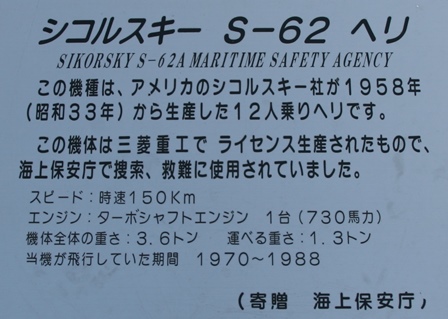 シコルスキー S−62 ヘリ
SIKORSKY S-62A MARITIME SAFETY AGENCY
この機種は、アメリカのシコルスキー社が1958年
(昭和33年)から生産した12人乗りヘリです。
この機体は三菱重工で ライセンス生産されたもので、
海上保安庁で捜索、救難に使用されていました。
スピード:時速150Km
エンジン:ターボシャフトエンジン 1台(730馬力)
機体全体の重さ:3.6トン 運べる重さ:1.3トン
当機が飛行していた期間 1970〜1988
(寄贈 海上保安庁)